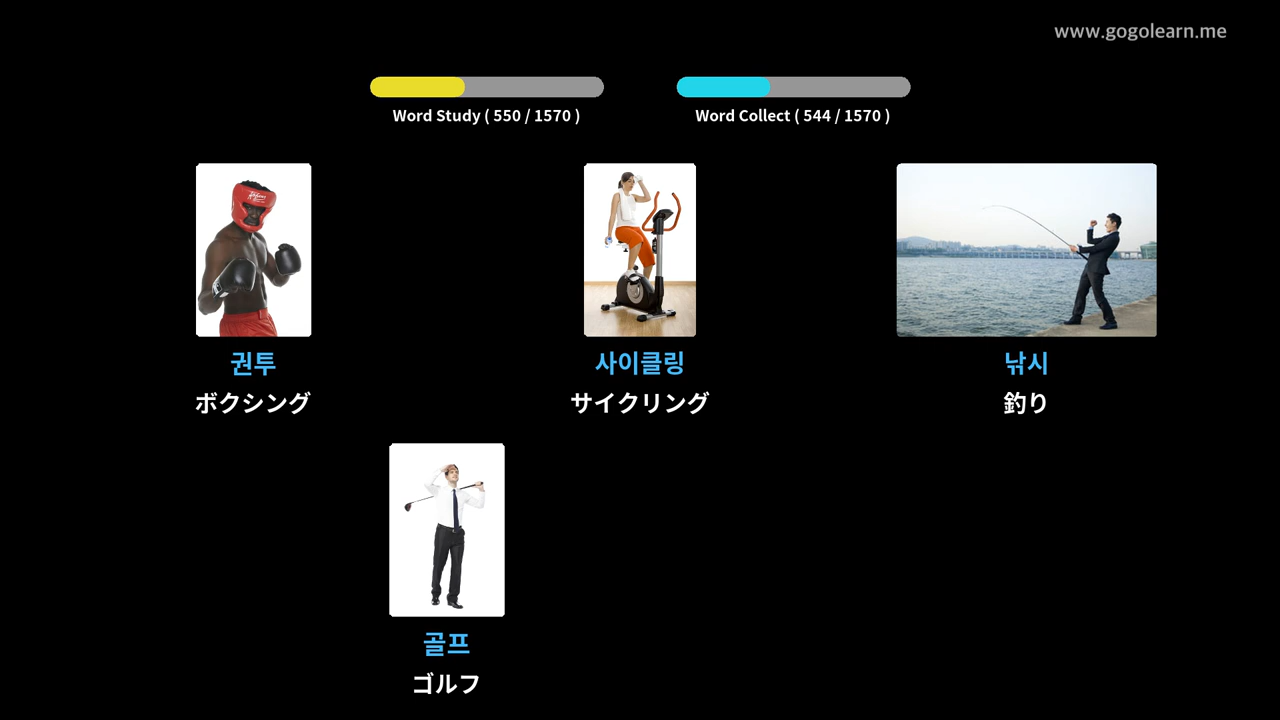 www.gogolearn.me
Word Study ( 550 / 1570 )
Word Collect ( 544 / 1570 )
권투
ボクシング
사이클링
サイクリング
낚시
釣り
골프
ゴルフ